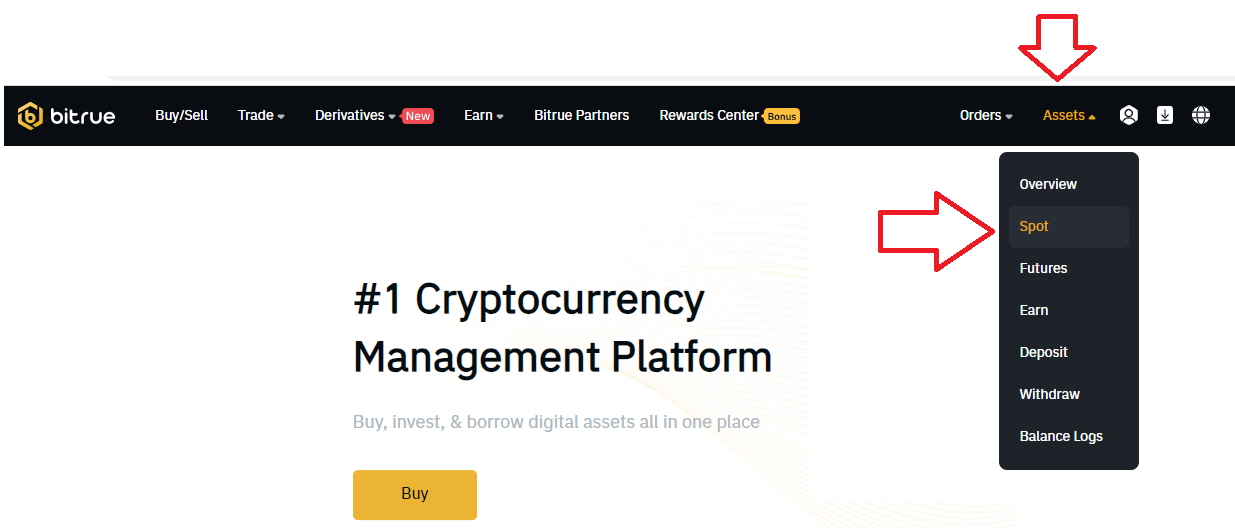 bitrue Buy/Sell Trade Derivatives New Earn Bitrue Partners Rewards Center Bonus Orders Assets
Overview
Spot
Futures
Earn
Deposit
Withdraw
Balance Logs
#1 Cryptocurrency
Management Platform
Buy, invest, & borrow digital assets all in one place
Buy